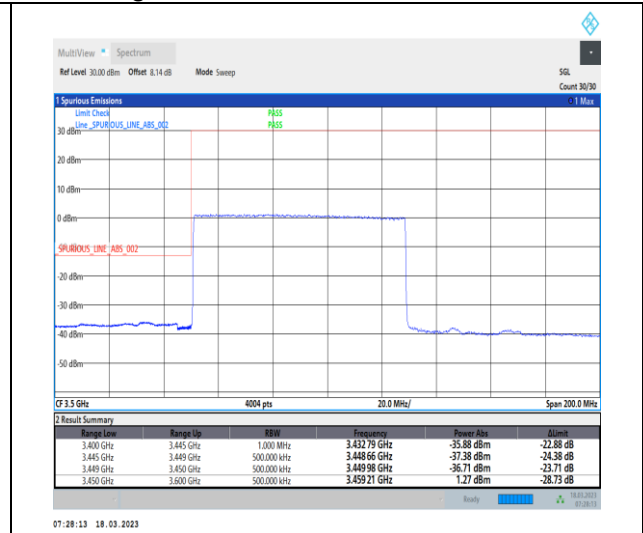 MultiView Spectrum
Ref Level 30.00 dBm Offset 8.14 dB Mode Sweep SGL
Count 30/30
1 Spurious Emissions 1 Max
Limit Check PASS
Line _SPURIOUS_LINE_ABS_002 PASS
30 dBm
20 dBm
10 dBm
0 dBm
_SPURIOUS_LINE_ABS_002
-20 dBm
-30 dBm
-40 dBm
-50 dBm
CF 3.5 GHz 4004 pts 20.0 MHz/ Span 200.0 MHz
2 Result Summary
Range Low Range Up RBW Frequency Power Abs ΔLimit
3.400 GHz 3.445 GHz 1.000 MHz 3.432 79 GHz -35.88 dBm -22.88 dB
3.445 GHz 3.449 GHz 500.000 kHz 3.448 66 GHz -37.38 dBm -24.38 dB
3.449 GHz 3.450 GHz 500.000 kHz 3.449 98 GHz -36.71 dBm -23.71 dB
3.450 GHz 3.600 GHz 500.000 kHz 3.459 21 GHz 1.27 dBm -28.73 dB
Ready 18.03.2023
07:28:13
07:28:13 18.03.2023